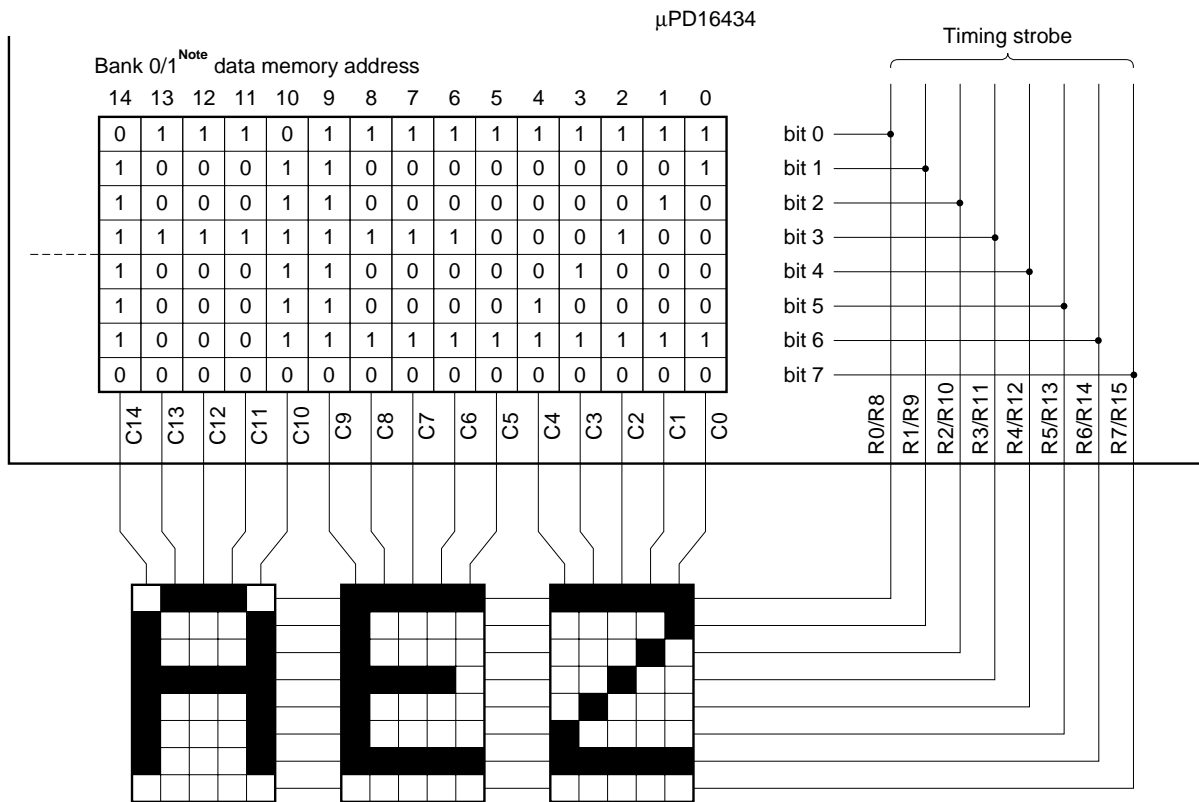 µPD16434
Timing strobe
Bank 0/1Note data memory address
14 13 12 11 10 9 8 7 6 5 4 3 2 1 0
0 1 1 1 0 1 1 1 1 1 1 1 1 1 1 bit 0
1 0 0 0 1 1 0 0 0 0 0 0 0 0 1 bit 1
1 0 0 0 1 1 0 0 0 0 0 0 0 1 0 bit 2
1 1 1 1 1 1 1 1 1 0 0 0 1 0 0 bit 3
1 0 0 0 1 1 0 0 0 0 0 1 0 0 0 bit 4
1 0 0 0 1 1 0 0 0 0 1 0 0 0 0 bit 5
1 0 0 0 1 1 1 1 1 1 1 1 1 1 1 bit 6
0 0 0 0 0 0 0 0 0 0 0 0 0 0 0 bit 7
C14 C13 C12 C11 C10 C9 C8 C7 C6 C5 C4 C3 C2 C1 C0
R0/R8 R1/R9 R2/R10 R3/R11 R4/R12 R5/R13 R6/R14 R7/R15